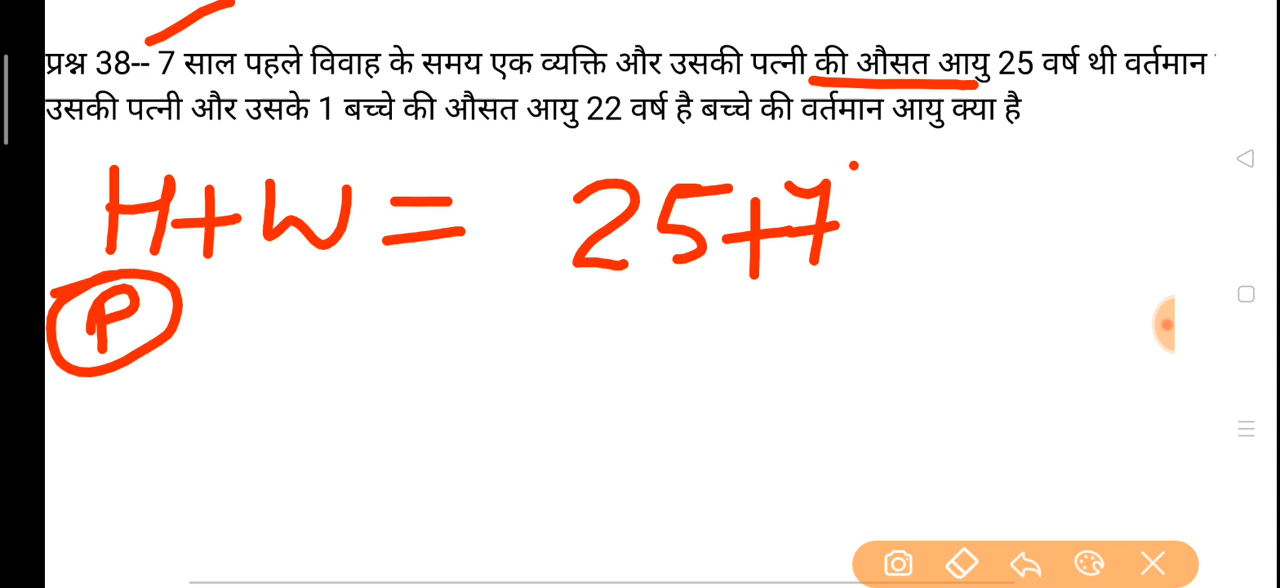 प्रश्न 38-- 7 साल पहले विवाह के समय एक व्यक्ति और उसकी पत्नी की औसत आयु 25 वर्ष थी वर्तमान
उसकी पत्नी और उसके 1 बच्चे की औसत आयु 22 वर्ष है बच्चे की वर्तमान आयु क्या है
H+W = 25+7
P